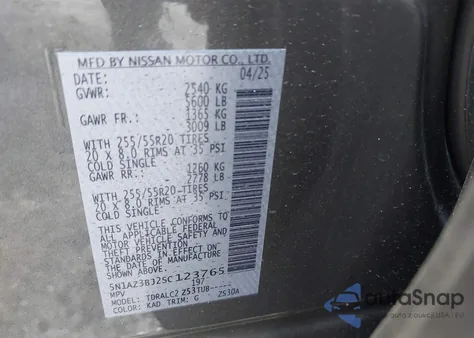 MFD BY NISSAN MOTOR CO., LTD.
DATE: 04/25
GVWR: 2540 KG
5600 LB
GAWR FR.: 1365 KG
3009 LB
WITH 255/55R20 TIRES
20 X 8.0 RIMS AT 35 PSI
COLD SINGLE
GAWR RR.: 1260 KG
2778 LB
WITH 255/55R20 TIRES
20 X 8.0 RIMS AT 35 PSI
COLD SINGLE
THIS VEHICLE CONFORMS TO
ALL APPLICABLE FEDERAL
MOTOR VEHICLE SAFETY AND
THEFT PREVENTION
STANDARDS IN EFFECT ON
THE DATE OF MANUFACTURE
SHOWN ABOVE.
5N1AZ3BJ2SC123765
MPV 197
TYPE: TDRALC2 Z53TUB-----
COLOR: KAD TRIM: G Z530A
autoSnap